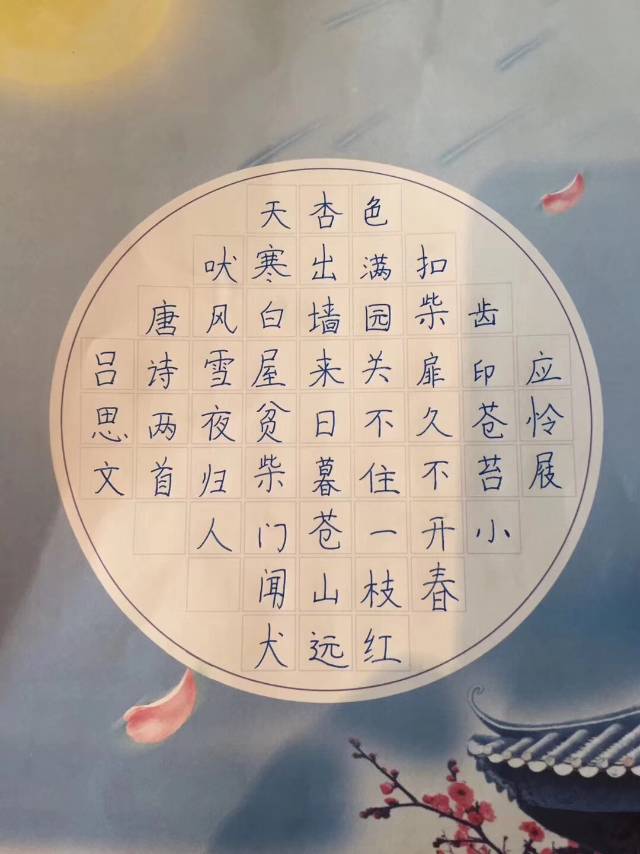 应怜屐
齿印苍苔小
扣柴扉久不开春
色满园关不住一枝红
杏出墙来日暮苍山远
天寒白屋贫柴门闻犬
吠风雪夜归人
唐诗两首
吕思文